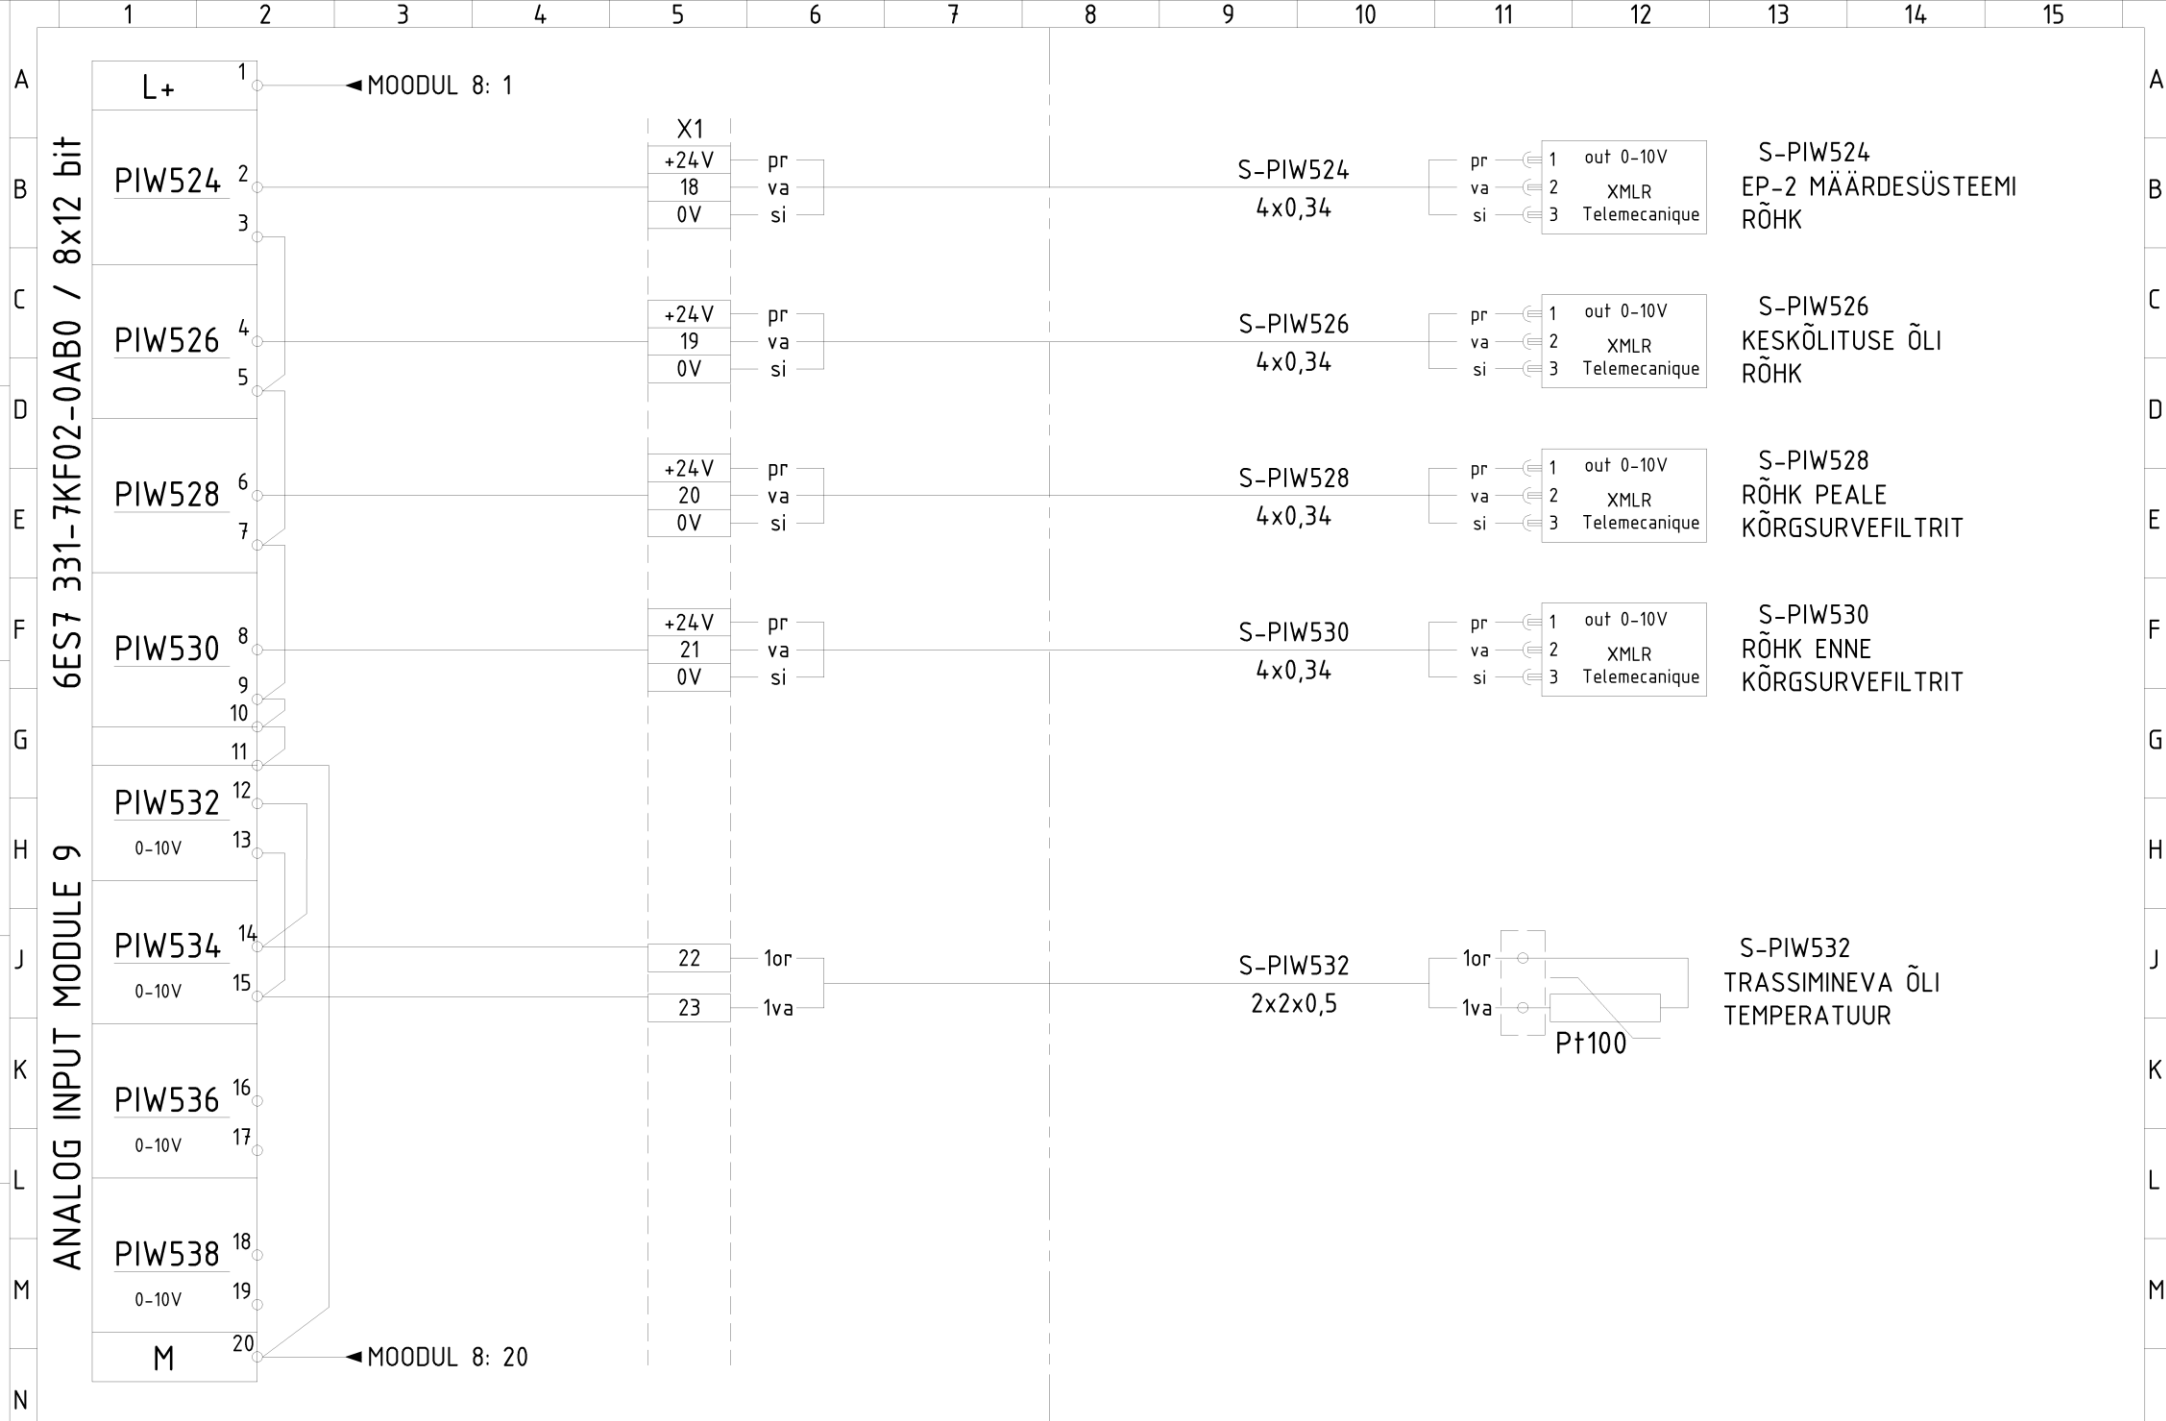 1 2 3 4 5 6 7 8 9 10 11 12 13 14 15
A A
B B
C C
D D
E E
F F
G G
H H
J J
K K
L L
M M
N
6ES7 331-7KF02-0AB0 / 8x12 bit
ANALOG INPUT MODULE 9
L+ 1
MOODUL 8: 1
X1
PIW524 2
3
+24V pr
18 va
0V si
S-PIW524
4x0,34
pr 1 out 0-10V
va 2 XMLR
si 3 Telemecanique
S-PIW524
EP-2 MÄÄRDESÜSTEEMI
RÕHK
PIW526 4
5
+24V pr
19 va
0V si
S-PIW526
4x0,34
pr 1 out 0-10V
va 2 XMLR
si 3 Telemecanique
S-PIW526
KESKÕLITUSE ÕLI
RÕHK
PIW528 6
7
+24V pr
20 va
0V si
S-PIW528
4x0,34
pr 1 out 0-10V
va 2 XMLR
si 3 Telemecanique
S-PIW528
RÕHK PEALE
KÕRGSURVEFILTRIT
PIW530 8
9
10
+24V pr
21 va
0V si
S-PIW530
4x0,34
pr 1 out 0-10V
va 2 XMLR
si 3 Telemecanique
S-PIW530
RÕHK ENNE
KÕRGSURVEFILTRIT
11
PIW532 12
0-10V 13
PIW534 14
0-10V 15
22 1or
23 1va
S-PIW532
2x2x0,5
1or
1va
Pt100
S-PIW532
TRASSIMINEVA ÕLI
TEMPERATUUR
PIW536 16
0-10V 17
PIW538 18
0-10V 19
M 20
MOODUL 8: 20